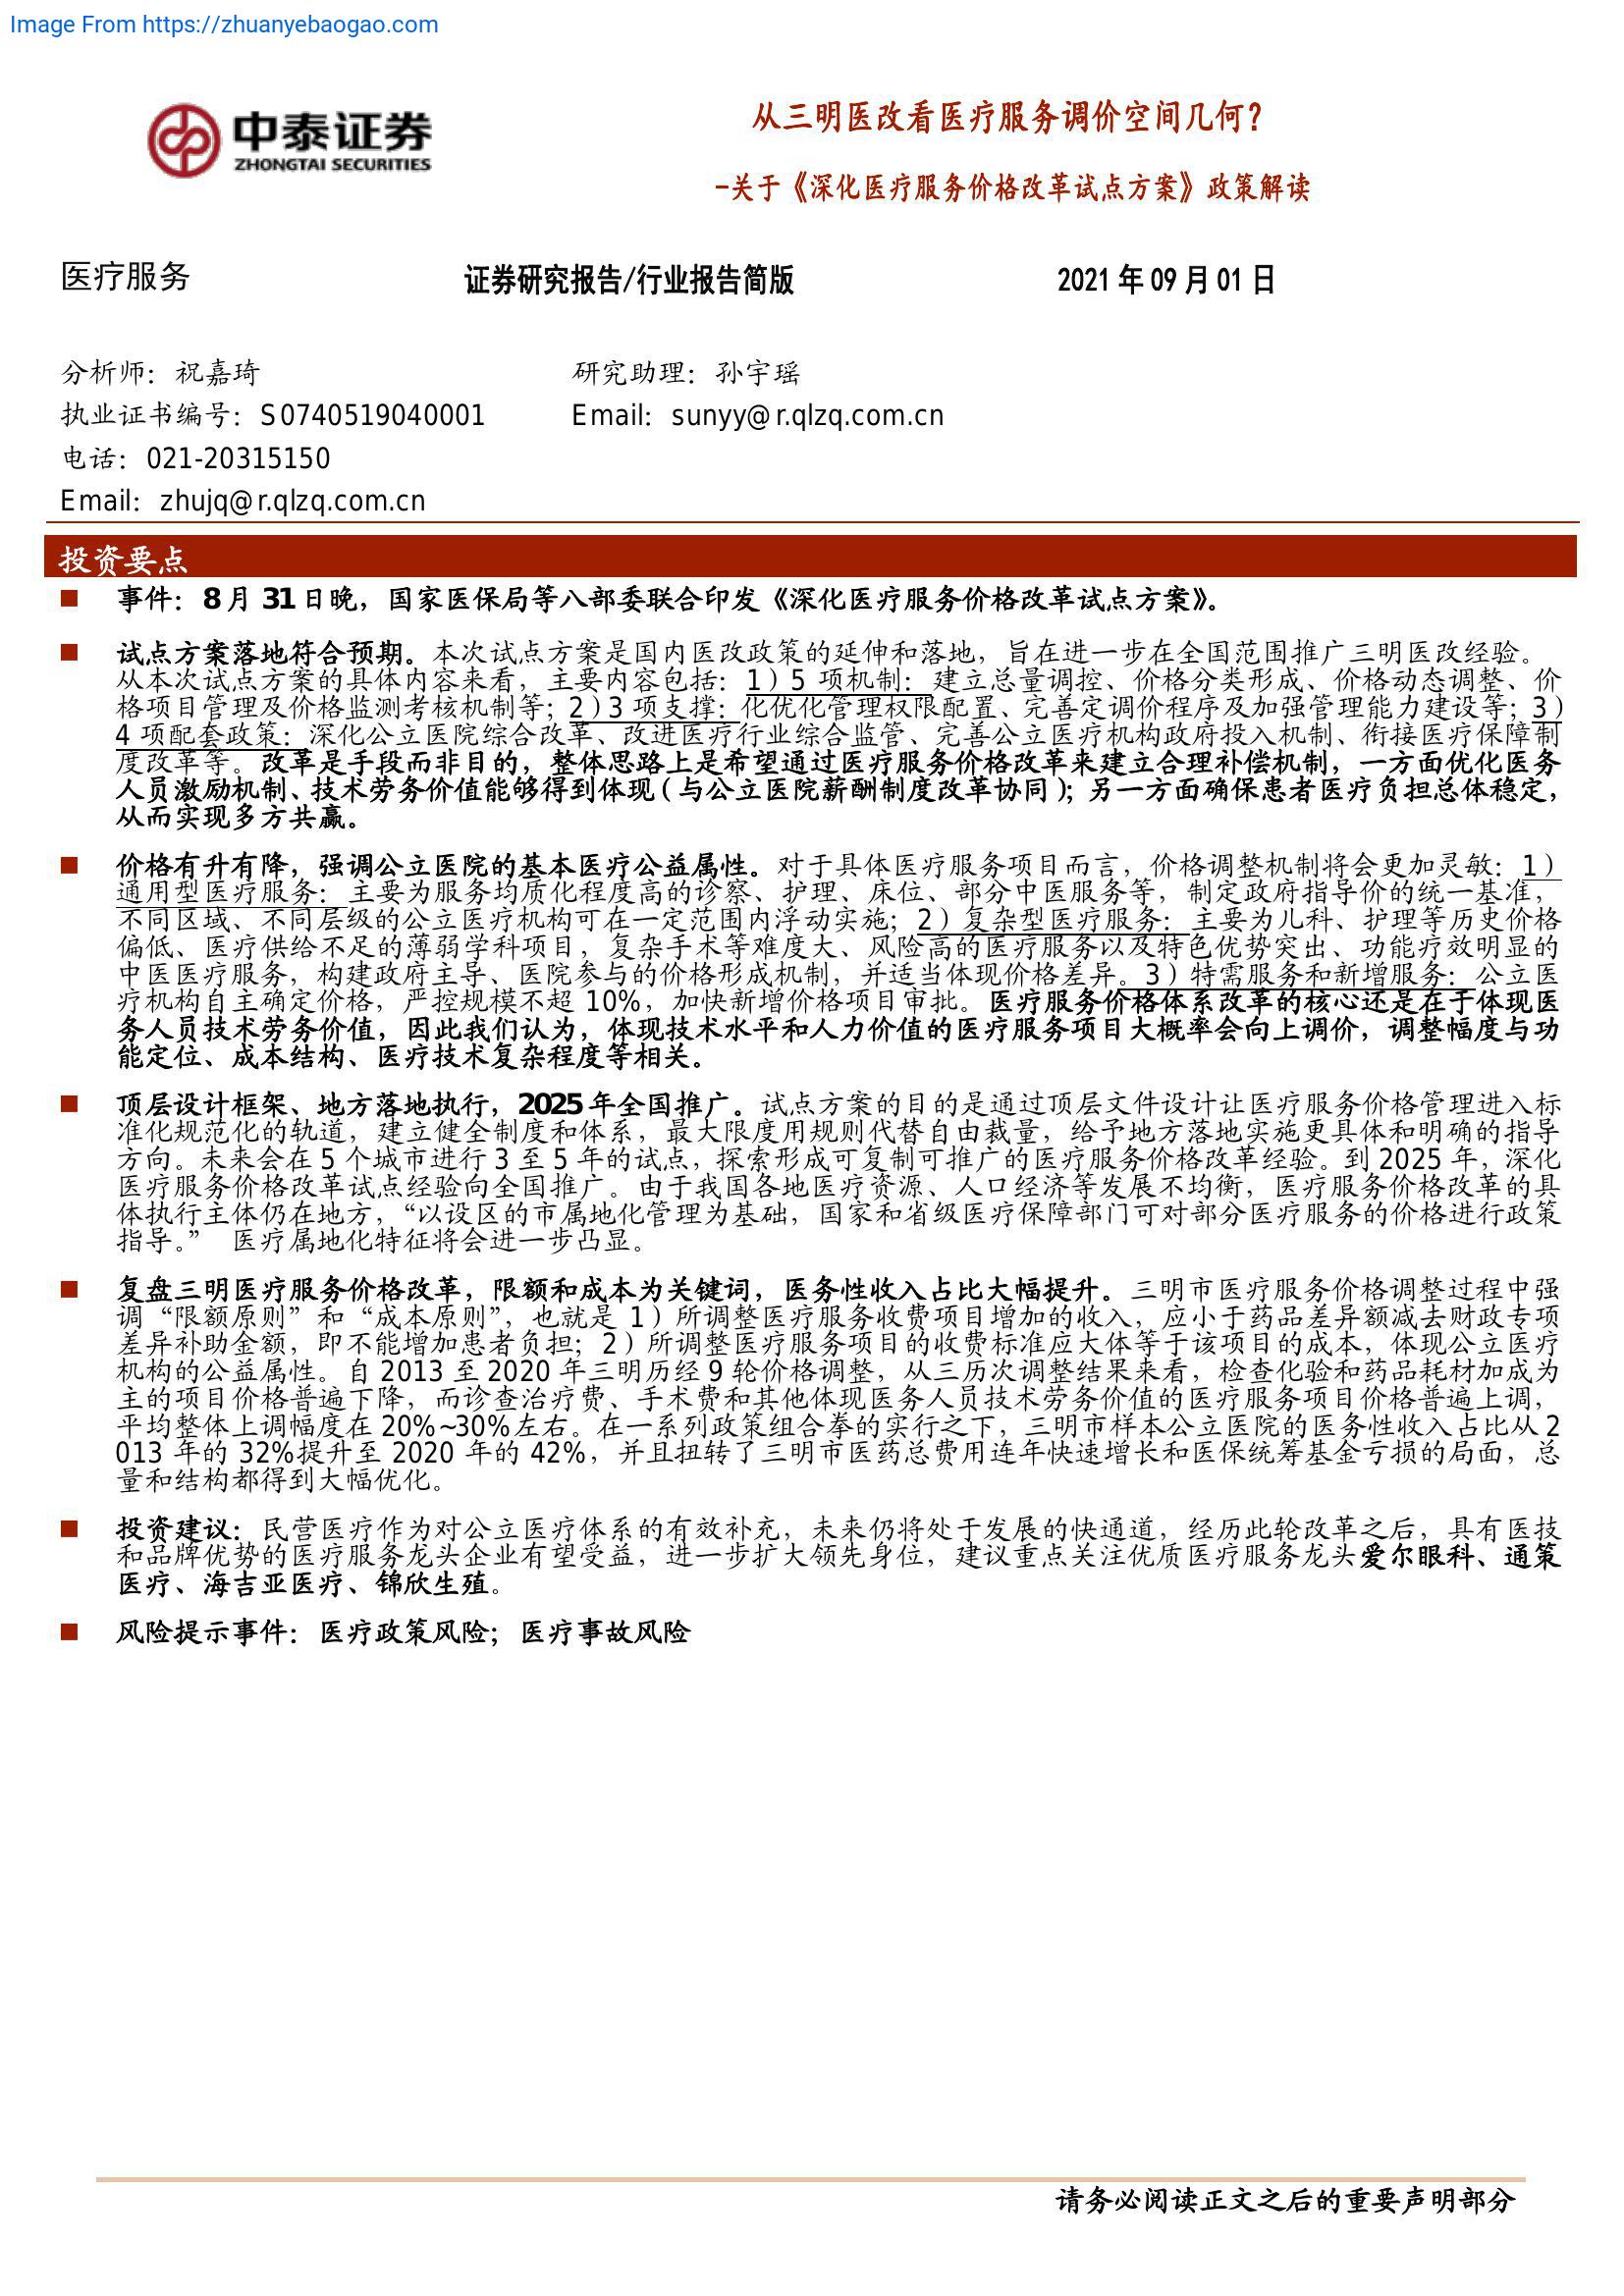 Image From https://zhuanyebaogao.com
中泰证券
ZHONGTAI SECURITIES
从三明医改看医疗服务调价空间几何？
-关于《深化医疗服务价格改革试点方案》政策解读
医疗服务
证券研究报告/行业报告简版
2021 年 09 月 01 日
分析师：祝嘉琦
研究助理：孙宇瑶
执业证书编号：S0740519040001
Email：sunyy@r.qlzq.com.cn
电话：021-20315150
Email：zhujq@r.qlzq.com.cn
投资要点
■ 事件：8 月 31 日晚，国家医保局等八部委联合印发《深化医疗服务价格改革试点方案》。
■ 试点方案落地符合预期。本次试点方案是国内医改政策的延伸和落地，旨在进一步在全国范围推广三明医改经验。
从本次试点方案的具体内容来看，主要内容包括：1）5 项机制：建立总量调控、价格分类形成、价格动态调整、价
格项目管理及价格监测考核机制等；2）3 项支撑：化优化管理权限配置、完善定调价程序及加强管理能力建设等；3）
4 项配套政策：深化公立医院综合改革、改进医疗行业综合监管、完善公立医疗机构政府投入机制、衔接医疗保障制
度改革等。改革是手段而非目的，整体思路上是希望通过医疗服务价格改革来建立合理补偿机制，一方面优化医务
人员激励机制、技术劳务价值能够得到体现（与公立医院薪酬制度改革协同）；另一方面确保患者医疗负担总体稳定，
从而实现多方共赢。
■ 价格有升有降，强调公立医院的基本医疗公益属性。对于具体医疗服务项目而言，价格调整机制将会更加灵敏：1）
通用型医疗服务：主要为服务均质化程度高的诊察、护理、床位、部分中医服务等，制定政府指导价的统一基准，
不同区域、不同层级的公立医疗机构可在一定范围内浮动实施；2）复杂型医疗服务：主要为儿科、护理等历史价格
偏低、医疗供给不足的薄弱学科项目，复杂手术等难度大、风险高的医疗服务以及特色优势突出、功能疗效明显的
中医医疗服务，构建政府主导、医院参与的价格形成机制，并适当体现价格差异。3）特需服务和新增服务：公立医
疗机构自主确定价格，严控规模不超 10%，加快新增价格项目审批。医疗服务价格体系改革的核心还是在于体现医
务人员技术劳务价值，因此我们认为，体现技术水平和人力价值的医疗服务项目大概率会向上调价，调整幅度与功
能定位、成本结构、医疗技术复杂程度等相关。
■ 顶层设计框架、地方落地执行，2025 年全国推广。试点方案的目的是通过顶层文件设计让医疗服务价格管理进入标
准化规范化的轨道，建立健全制度和体系，最大限度用规则代替自由裁量，给予地方落地实施更具体和明确的指导
方向。未来会在 5 个城市进行 3 至 5 年的试点，探索形成可复制可推广的医疗服务价格改革经验。到 2025 年，深化
医疗服务价格改革试点经验向全国推广。由于我国各地医疗资源、人口经济等发展不均衡，医疗服务价格改革的具
体执行主体仍在地方，“以设区的市属地化管理为基础，国家和省级医疗保障部门可对部分医疗服务的价格进行政策
指导。” 医疗属地化特征将会进一步凸显。
■ 复盘三明医疗服务价格改革，限额和成本为关键词，医务性收入占比大幅提升。三明市医疗服务价格调整过程中强
调“限额原则”和“成本原则”，也就是 1）所调整医疗服务收费项目增加的收入，应小于药品差异额减去财政专项
差异补助金额，即不能增加患者负担；2）所调整医疗服务项目的收费标准应大体等于该项目的成本，体现公立医疗
机构的公益属性。自 2013 至 2020 年三明历经 9 轮价格调整，从三历次调整结果来看，检查化验和药品耗材加成为
主的项目价格普遍下降，而诊查治疗费、手术费和其他体现医务人员技术劳务价值的医疗服务项目价格普遍上调，
平均整体上调幅度在 20%~30%左右。在一系列政策组合拳的实行之下，三明市样本公立医院的医务性收入占比从 2
013 年的 32%提升至 2020 年的 42%，并且扭转了三明市医药总费用连年快速增长和医保统筹基金亏损的局面，总
量和结构都得到大幅优化。
■ 投资建议：民营医疗作为对公立医疗体系的有效补充，未来仍将处于发展的快通道，经历此轮改革之后，具有医技
和品牌优势的医疗服务龙头企业有望受益，进一步扩大领先身位，建议重点关注优质医疗服务龙头爱尔眼科、通策
医疗、海吉亚医疗、锦欣生殖。
■ 风险提示事件：医疗政策风险；医疗事故风险
请务必阅读正文之后的重要声明部分